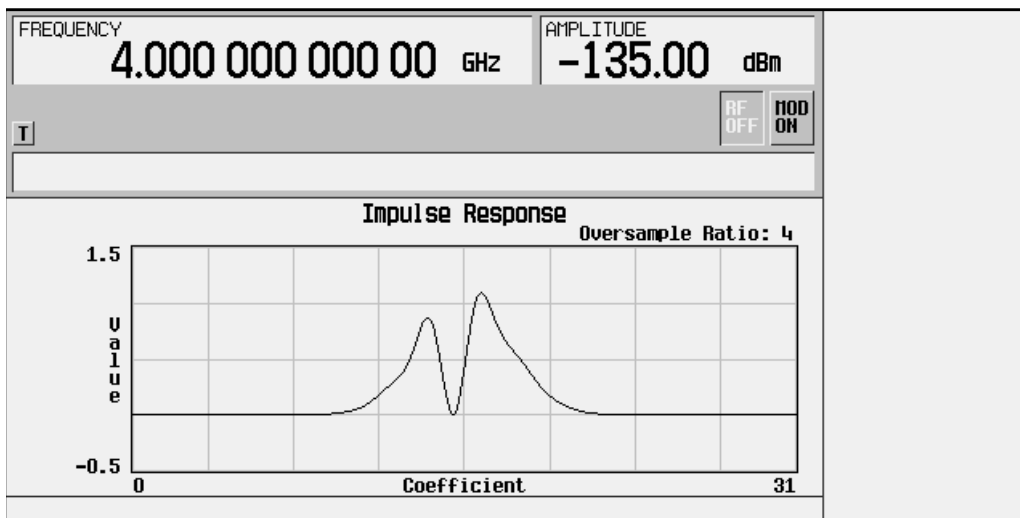 FREQUENCY
4.000 000 000 00 GHz
AMPLITUDE
-135.00 dBm
RF OFF
MOD ON
T
Impulse Response
Oversample Ratio: 4
1.5
Value
-0.5
0
Coefficient
31